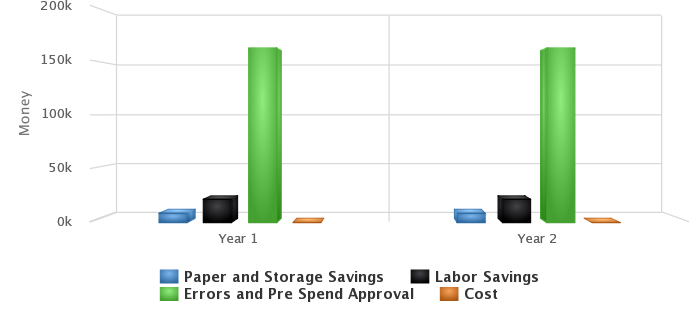 200k
150k
100k
50k
0k
Money
Year 1 Year 2
Paper and Storage Savings Labor Savings
Errors and Pre Spend Approval Cost